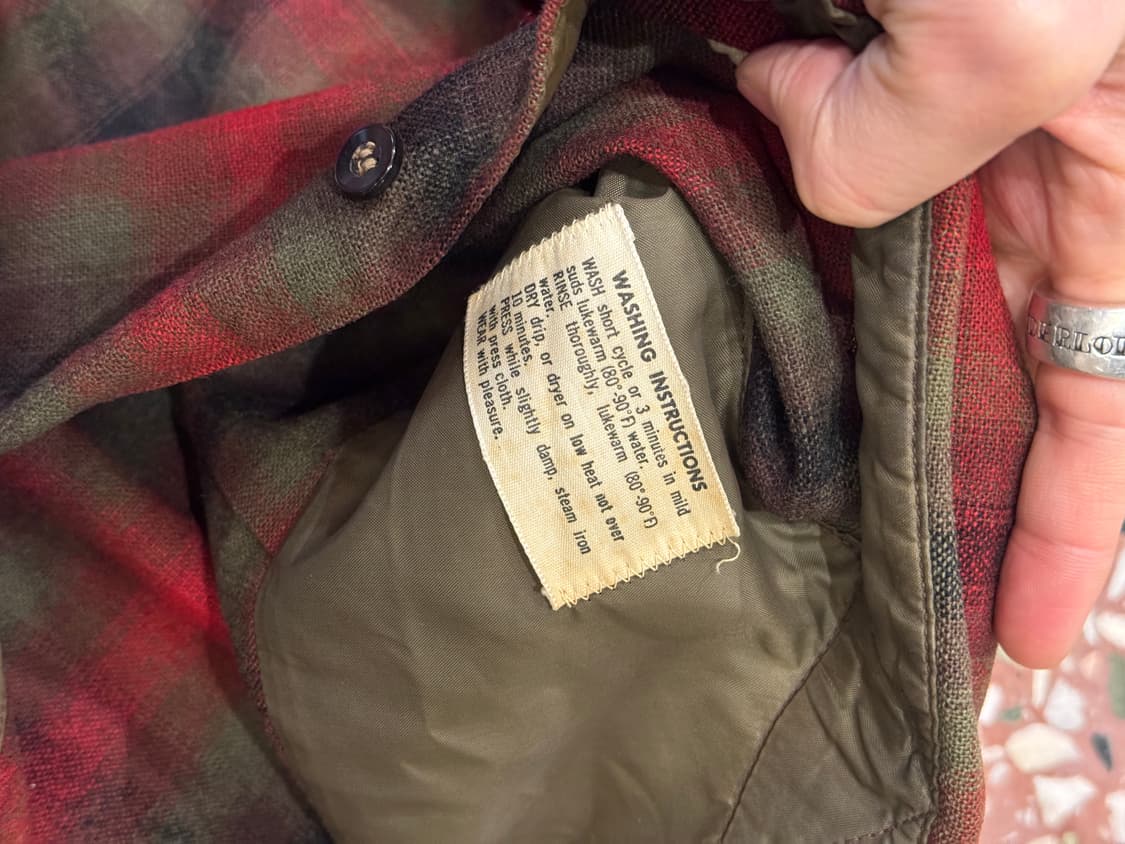 WASHING INSTRUCTIONS
WASH short cycle or 3 minutes in mild
suds lukewarm (80°-90°F) water.
RINSE thoroughly, lukewarm (80°-90°F)
water.
DRY drip, or dryer on low heat not over
10 minutes.
PRESS while slightly damp, steam iron
with press cloth.
WEAR with pleasure.